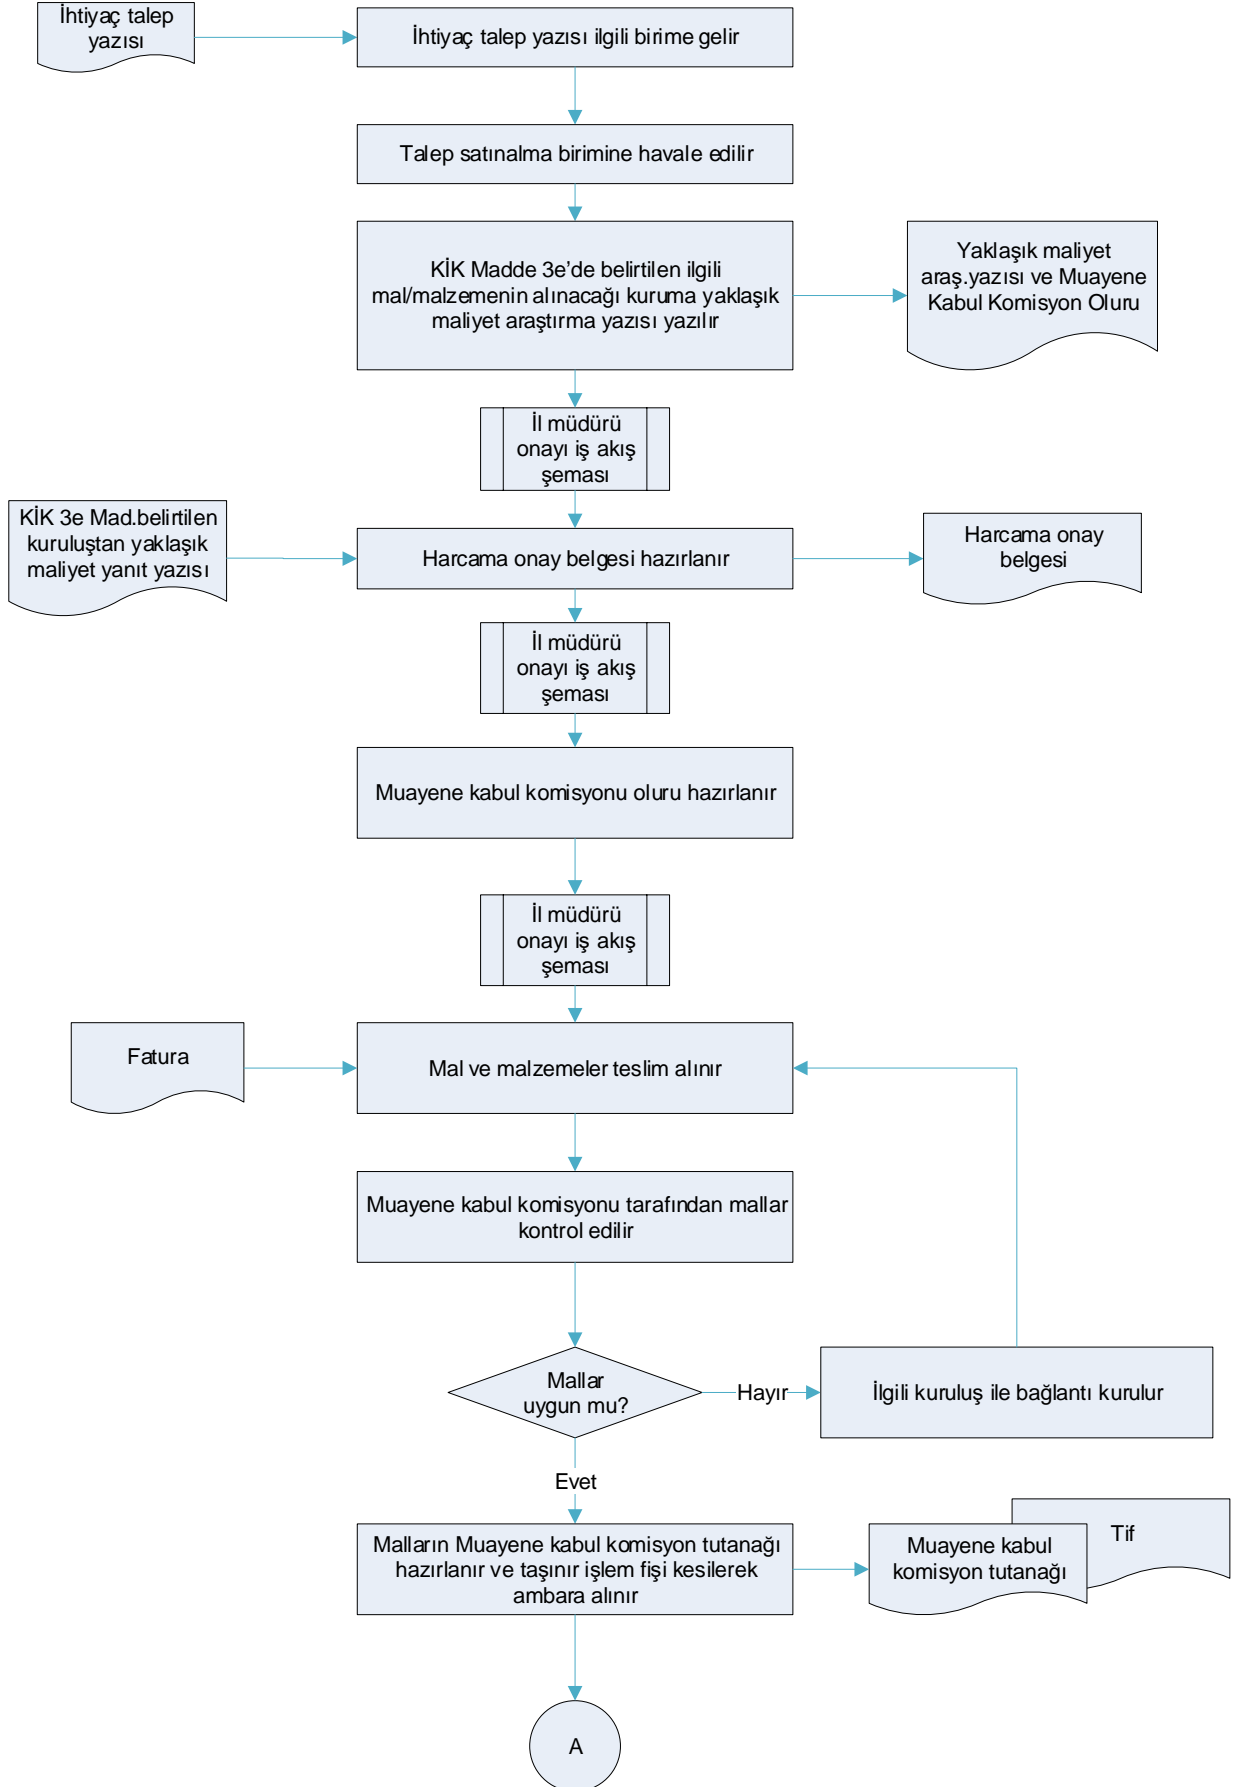 İhtiyaç talep
yazısı
İhtiyaç talep yazısı ilgili birime gelir
Talep satınalma birimine havale edilir
KİK Madde 3e’de belirtilen ilgili
mal/malzemenin alınacağı kuruma yaklaşık
maliyet araştırma yazısı yazılır
Yaklaşık maliyet
araş.yazısı ve Muayene
Kabul Komisyon Oluru
İl müdürü
onayı iş akış
şeması
KİK 3e Mad.belirtilen
kuruluştan yaklaşık
maliyet yanıt yazısı
Harcama onay belgesi hazırlanır
Harcama onay
belgesi
İl müdürü
onayı iş akış
şeması
Muayene kabul komisyonu oluru hazırlanır
İl müdürü
onayı iş akış
şeması
Fatura
Mal ve malzemeler teslim alınır
Muayene kabul komisyonu tarafından mallar
kontrol edilir
Mallar
uygun mu?
Hayır
İlgili kuruluş ile bağlantı kurulur
Evet
Malların Muayene kabul komisyon tutanağı
hazırlanır ve taşınır işlem fişi kesilerek
ambara alınır
Muayene kabul
komisyon tutanağı
Tif
A